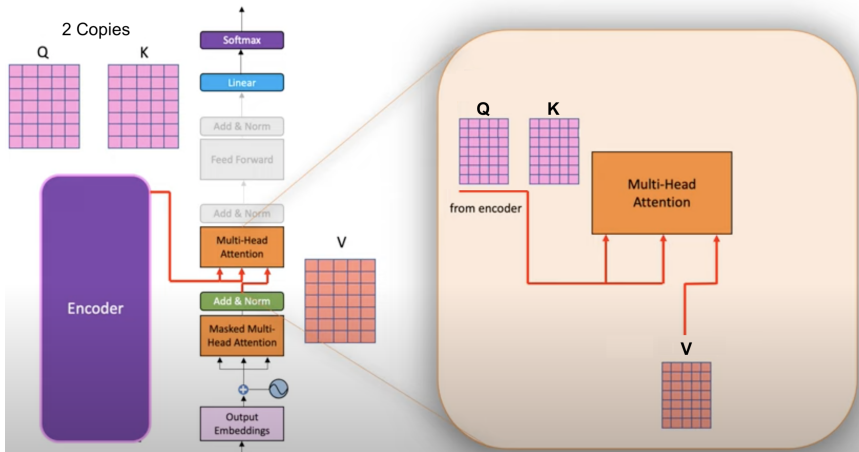 2 Copies
Q
K
Softmax
Linear
Add & Norm
Feed Forward
Add & Norm
Multi-Head
Attention
V
Add & Norm
Masked Multi-
Head Attention
Encoder
Output
Embeddings
Q
K
from encoder
Multi-Head
Attention
V